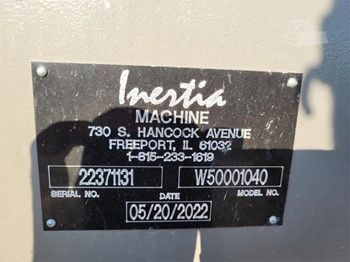 Inertia
MACHINE
730 S. HANCOCK AVENUE
FREEPORT, IL 61032
1-815-233-1619
22371131 W50001040
SERIAL NO. DATE MODEL NO.
05/20/2022